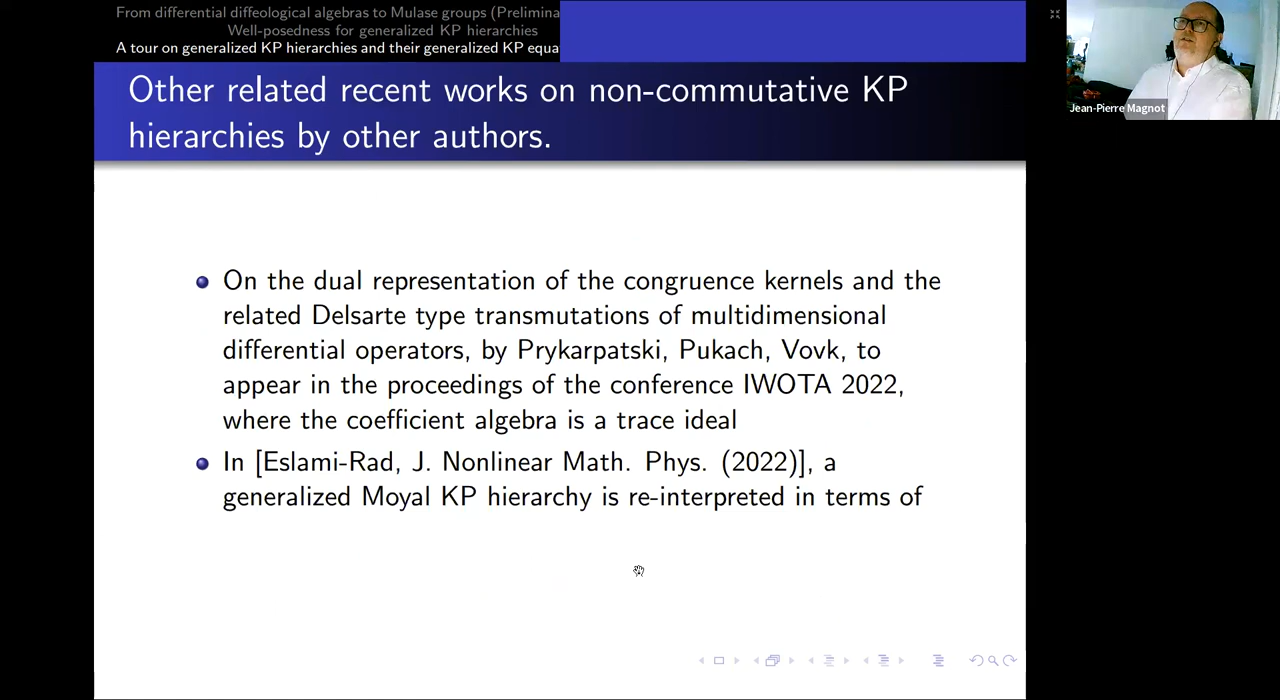 From differential diffeological algebras to Mulase groups (Prelimina
Well-posedness for generalized KP hierarchies
A tour on generalized KP hierarchies and their generalized KP equa
Other related recent works on non-commutative KP
hierarchies by other authors.
Jean-Pierre Magnot
On the dual representation of the congruence kernels and the
related Delsarte type transmutations of multidimensional
differential operators, by Prykarpatski, Pukach, Vovk, to
appear in the proceedings of the conference IWOTA 2022,
where the coefficient algebra is a trace ideal
In [Eslami-Rad, J. Nonlinear Math. Phys. (2022)], a
generalized Moyal KP hierarchy is re-interpreted in terms of